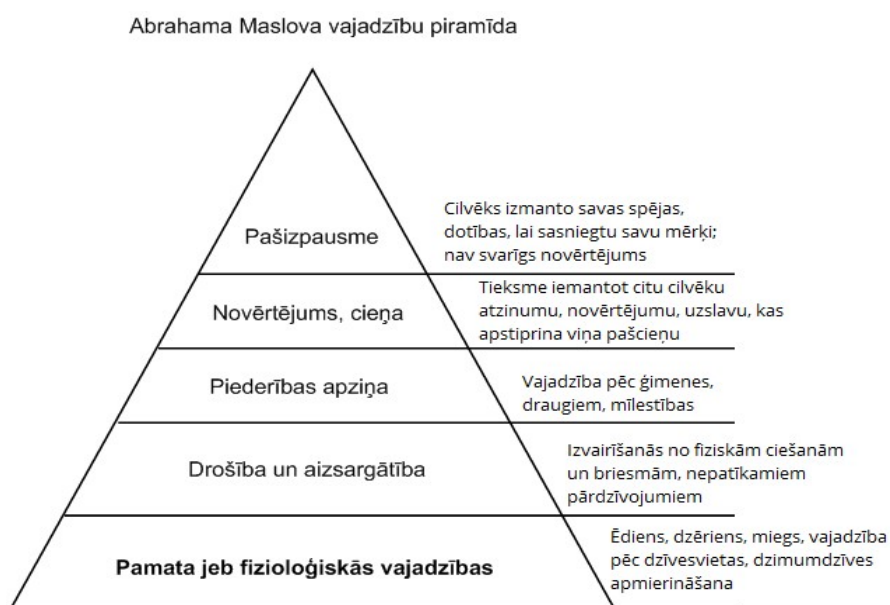 Abrahama Maslova vajadzību piramīda
Pašizpausme
Cilvēks izmanto savas spējas,
dotības, lai sasniegtu savu mērķi;
nav svarīgs novērtējums
Novērtējums, cieņa
Tieksme iemantot citu cilvēku
atzinumu, novērtējumu, uzslavu, kas
apstiprina viņa pašcieņu
Piederības apziņa
Vajadzība pēc ģimenes,
draugiem, mīlestības
Drošība un aizsargātība
Izvairīšanās no fiziskām ciešanām
un briesmām, nepatīkamiem
pārdzīvojumiem
Pamata jeb fizioloģiskās vajadzības
Ēdiens, dzēriens, miegs, vajadzība
pēc dzīvesvietas, dzimumdzīves
apmierināšana